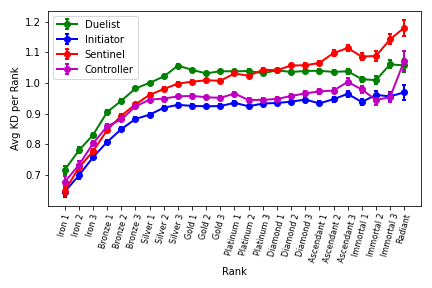 Duelist
Initiator
Sentinel
Controller
Avg KD per Rank
1.2
1.1
1.0
0.9
0.8
0.7
Iron 1
Iron 2
Iron 3
Bronze 1
Bronze 2
Bronze 3
Silver 1
Silver 2
Silver 3
Gold 1
Gold 2
Gold 3
Platinum 1
Platinum 2
Platinum 3
Diamond 1
Diamond 2
Diamond 3
Ascendant 1
Ascendant 2
Ascendant 3
Immortal 1
Immortal 2
Immortal 3
Radiant
Rank